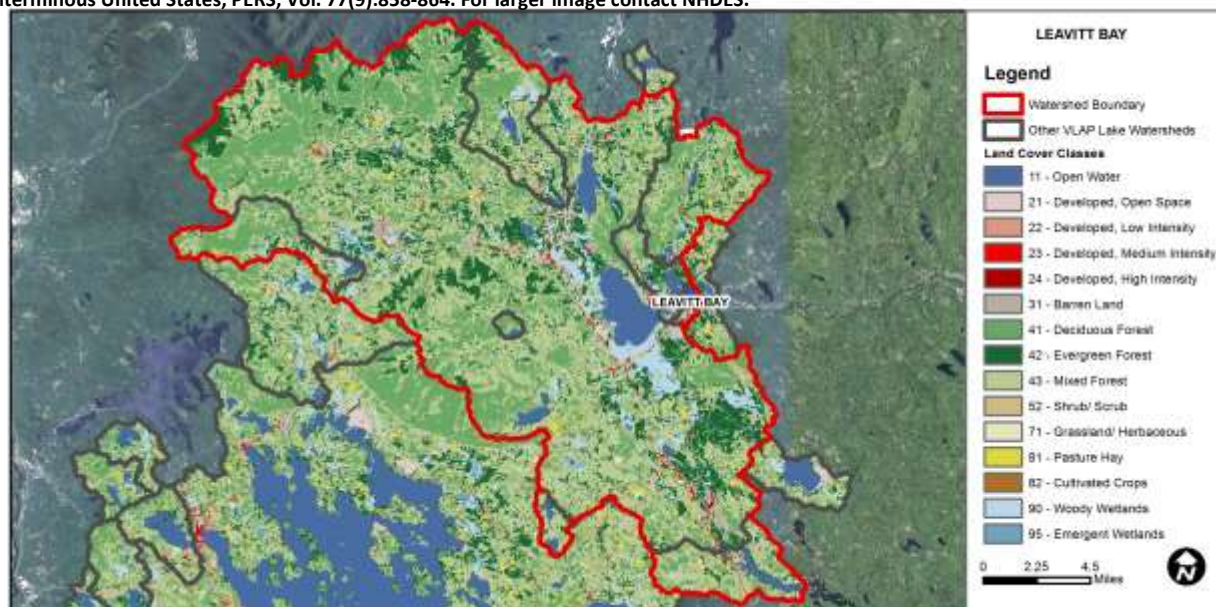 terminous United States, PERS, Vol. 77(9):858-864. For larger image contact NHDES.
LEAVITT BAY
Legend
Watershed Boundary
Other VLAP Lake Watersheds
Land Cover Classes
11 - Open Water
21 - Developed, Open Space
22 - Developed, Low Intensity
23 - Developed, Medium Intensity
24 - Developed, High Intensity
31 - Barren Land
41 - Deciduous Forest
42 - Evergreen Forest
43 - Mixed Forest
52 - Shrub/ Scrub
71 - Grassland/ Herbaceous
81 - Pasture Hay
82 - Cultivated Crops
90 - Woody Wetlands
95 - Emergent Wetlands
0 2.25 4.5
Miles
N
LEAVITT BAY